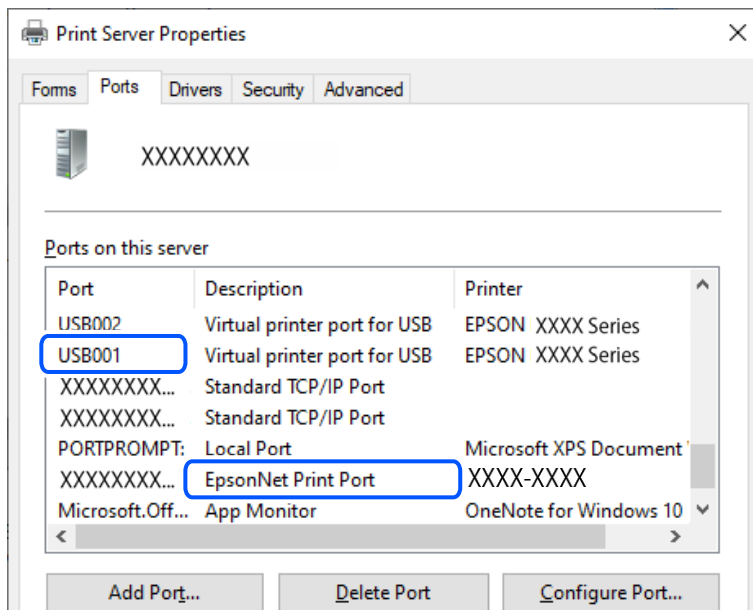 Print Server Properties
Forms Ports Drivers Security Advanced
XXXXXXXX
Ports on this server
Port Description Printer
USB002 Virtual printer port for USB EPSON XXXX Series
USB001 Virtual printer port for USB EPSON XXXX Series
XXXXXXXX... Standard TCP/IP Port
XXXXXXXX... Standard TCP/IP Port
PORTPROMPT: Local Port Microsoft XPS Document
XXXXXXXX... EpsonNet Print Port XXXX-XXXX
Microsoft.Off... App Monitor OneNote for Windows 10
Add Port... Delete Port Configure Port...